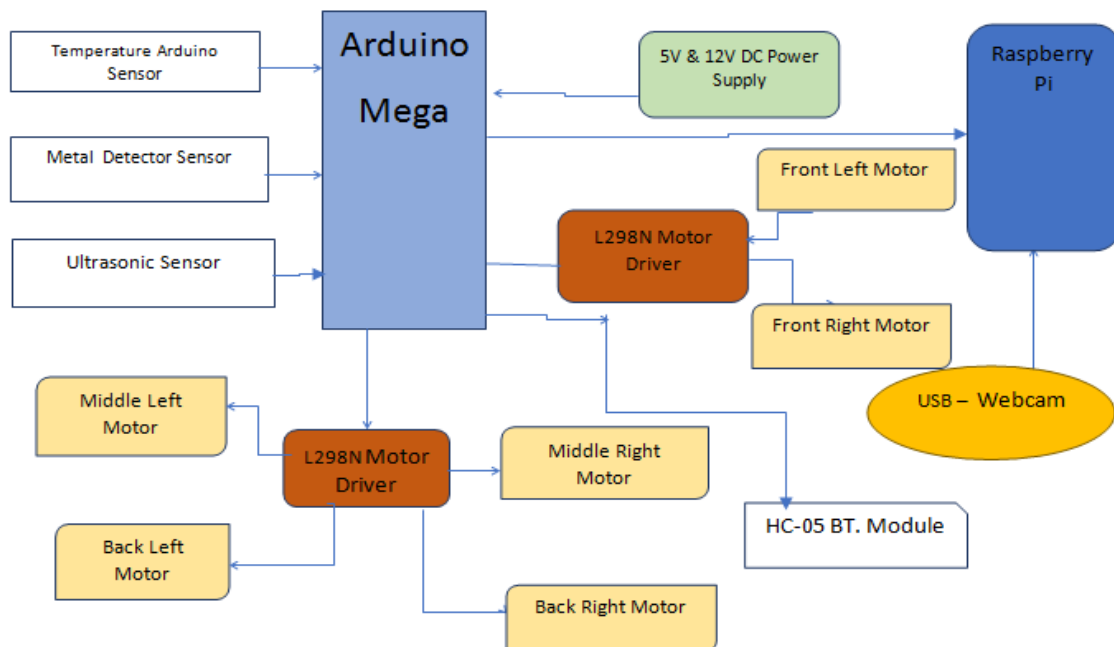 Temperature Arduino
Sensor
Metal Detector Sensor
Ultrasonic Sensor
Arduino
Mega
5V & 12V DC Power
Supply
Raspberry
Pi
Front Left Motor
L298N Motor
Driver
Front Right Motor
USB – Webcam
Middle Left
Motor
L298N Motor
Driver
Middle Right
Motor
HC-05 BT. Module
Back Left
Motor
Back Right Motor